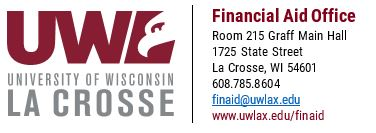 UWL
UNIVERSITY OF WISCONSIN
LA CROSSE
Financial Aid Office
Room 215 Graff Main Hall
1725 State Street
La Crosse, WI 54601
608.785.8604
finaid@uwlax.edu
www.uwlax.edu/finaid